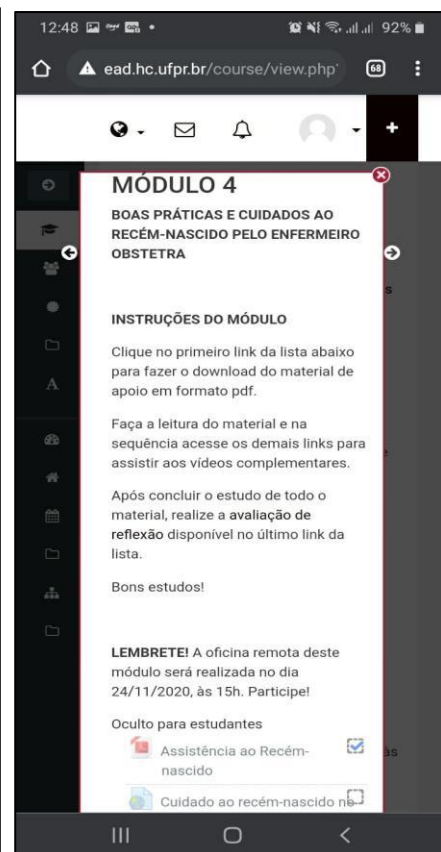 12:48
92%
ead.hc.ufpr.br/course/view.php
68
MÓDULO 4
BOAS PRÁTICAS E CUIDADOS AO
RECÉM-NASCIDO PELO ENFERMEIRO
OBSTETRA
INSTRUÇÕES DO MÓDULO
Clique no primeiro link da lista abaixo
para fazer o download do material de
apoio em formato pdf.
Faça a leitura do material e na
sequência acesse os demais links para
assistir aos vídeos complementares.
Após concluir o estudo de todo o
material, realize a avaliação de
reflexão disponível no último link da
lista.
Bons estudos!
LEMBRETE! A oficina remota deste
módulo será realizada no dia
24/11/2020, às 15h. Participe!
Oculto para estudantes
Assistência ao Recém-
nascido
Cuidado ao recém-nascido no